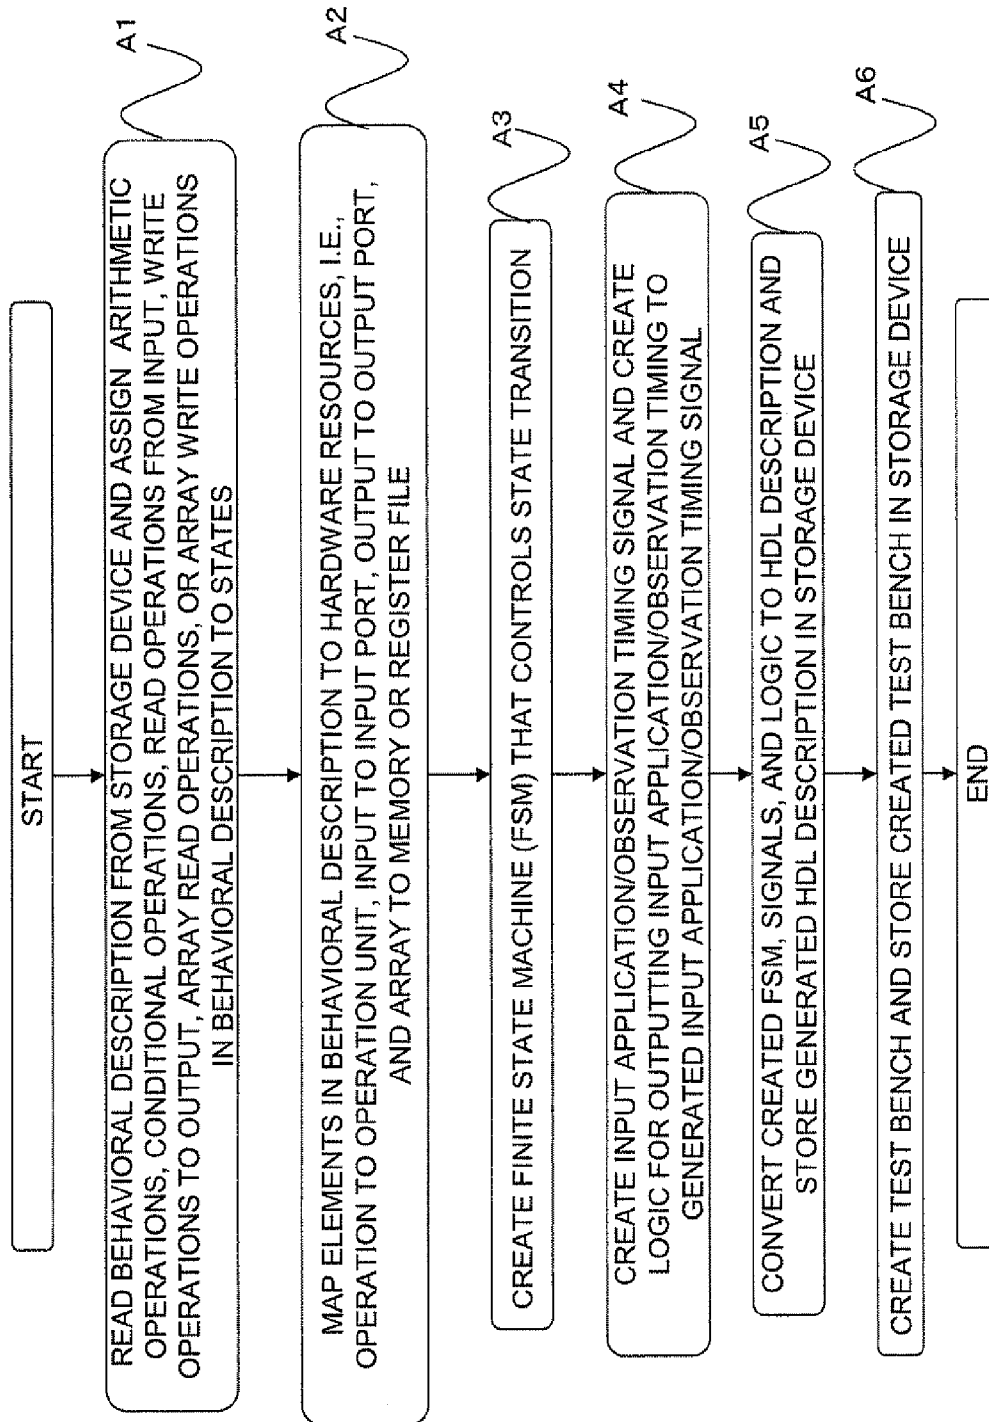 START
READ BEHAVIORAL DESCRIPTION FROM STORAGE DEVICE AND ASSIGN ARITHMETIC
OPERATIONS, CONDITIONAL OPERATIONS, READ OPERATIONS FROM INPUT, WRITE
OPERATIONS TO OUTPUT, ARRAY READ OPERATIONS, OR ARRAY WRITE OPERATIONS
IN BEHAVIORAL DESCRIPTION TO STATES
A1
MAP ELEMENTS IN BEHAVIORAL DESCRIPTION TO HARDWARE RESOURCES, I.E.,
OPERATION TO OPERATION UNIT, INPUT TO INPUT PORT, OUTPUT TO OUTPUT PORT,
AND ARRAY TO MEMORY OR REGISTER FILE
A2
CREATE FINITE STATE MACHINE (FSM) THAT CONTROLS STATE TRANSITION
A3
CREATE INPUT APPLICATION/OBSERVATION TIMING SIGNAL AND CREATE
LOGIC FOR OUTPUTTING INPUT APPLICATION/OBSERVATION TIMING TO
GENERATED INPUT APPLICATION/OBSERVATION TIMING SIGNAL
A4
CONVERT CREATED FSM, SIGNALS, AND LOGIC TO HDL DESCRIPTION AND
STORE GENERATED HDL DESCRIPTION IN STORAGE DEVICE
A5
CREATE TEST BENCH AND STORE CREATED TEST BENCH IN STORAGE DEVICE
A6
END